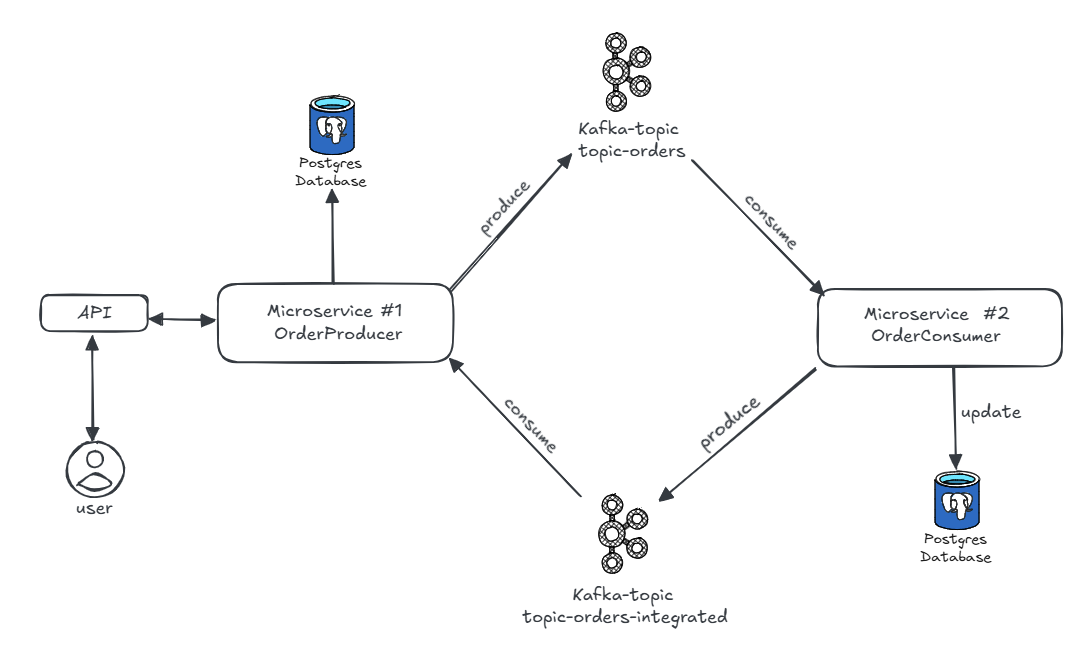 Kafka-topic
topic-orders
Postgres
Database
produce
consume
API
Microservice #1
OrderProducer
Microservice #2
OrderConsumer
consume
produce
update
user
Postgres
Database
Kafka-topic
topic-orders-integrated